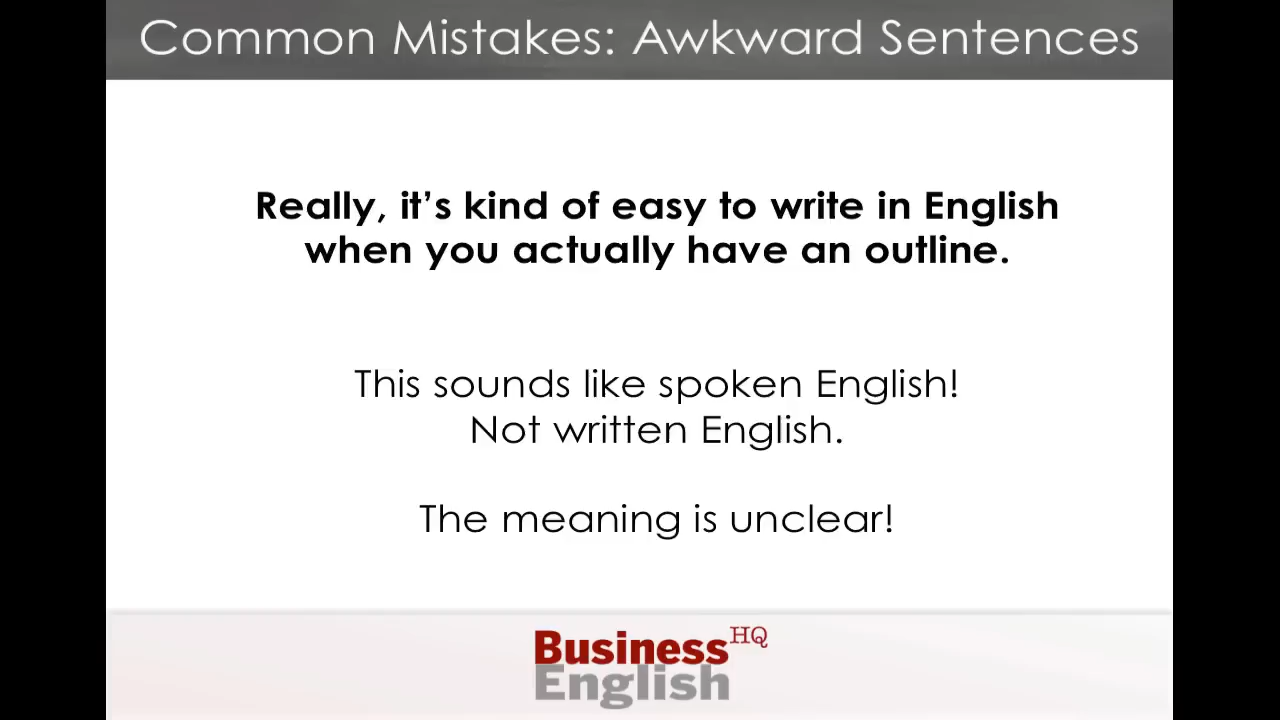 Common Mistakes: Awkward Sentences
Really, it's kind of easy to write in English
when you actually have an outline.
This sounds like spoken English!
Not written English.
The meaning is unclear!
Business HQ
English